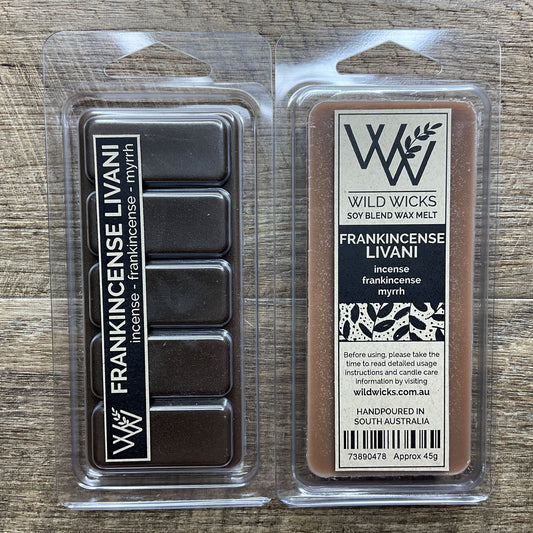 FRANKINCENSE LIVANI
incense - frankincense - myrrh
WW
WILD WICKS
SOY BLEND WAX MELT
FRANKINCENSE
LIVANI
incense
frankincense
myrrh
Before using, please take the
time to read detailed usage
instructions and candle care
information by visiting
wildwicks.com.au
HANDPOURED IN
SOUTH AUSTRALIA
73890478 Approx 45g